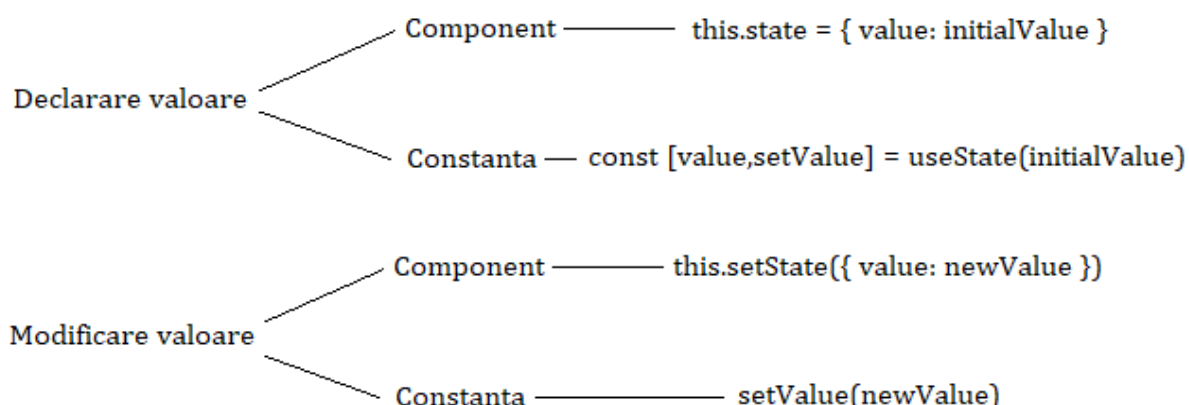 Component this.state = { value: initialValue }
Declarare valoare
Constanta const [value,setValue] = useState(initialValue)
Component this.setState({ value: newValue })
Modificare valoare
Constanta setValue(newValue)